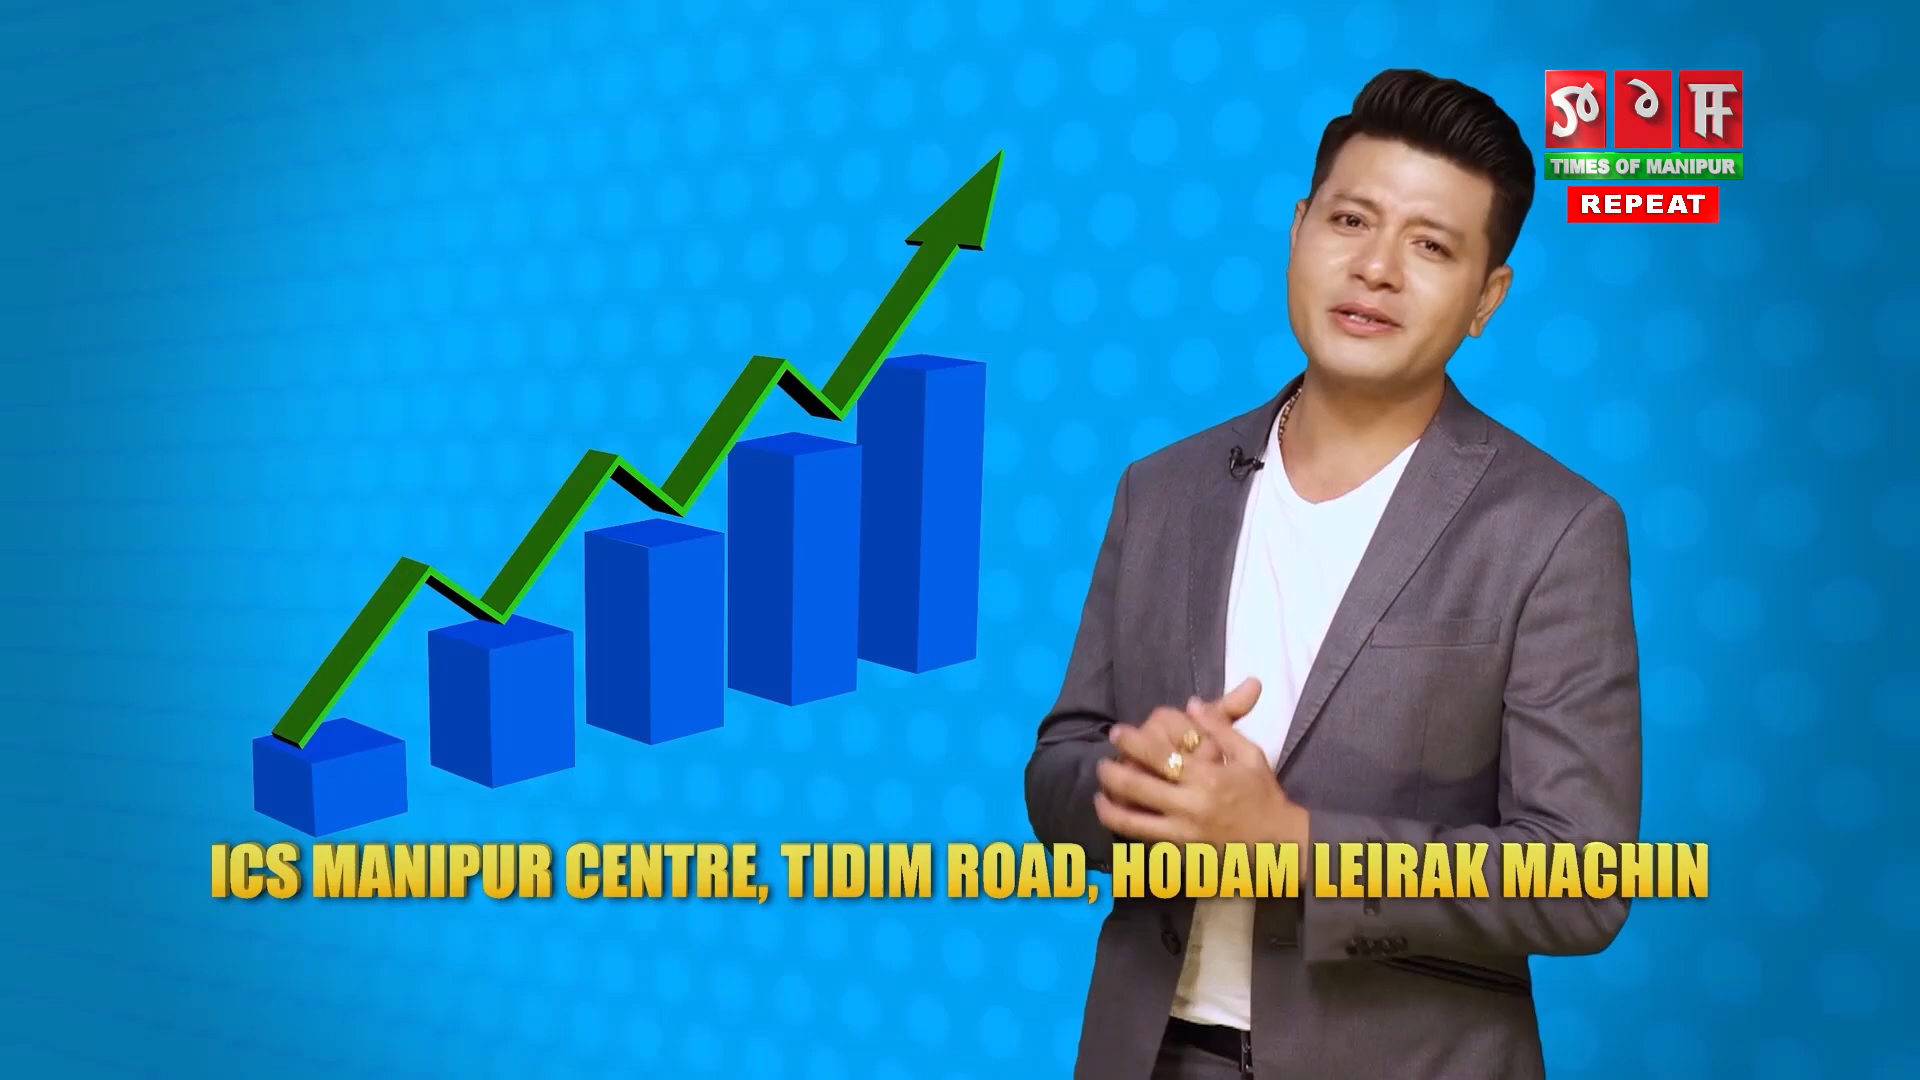 TIMES OF MANIPUR
REPEAT
ICS MANIPUR CENTRE, TIDIM ROAD, HODAM LEIRAK MACHIN